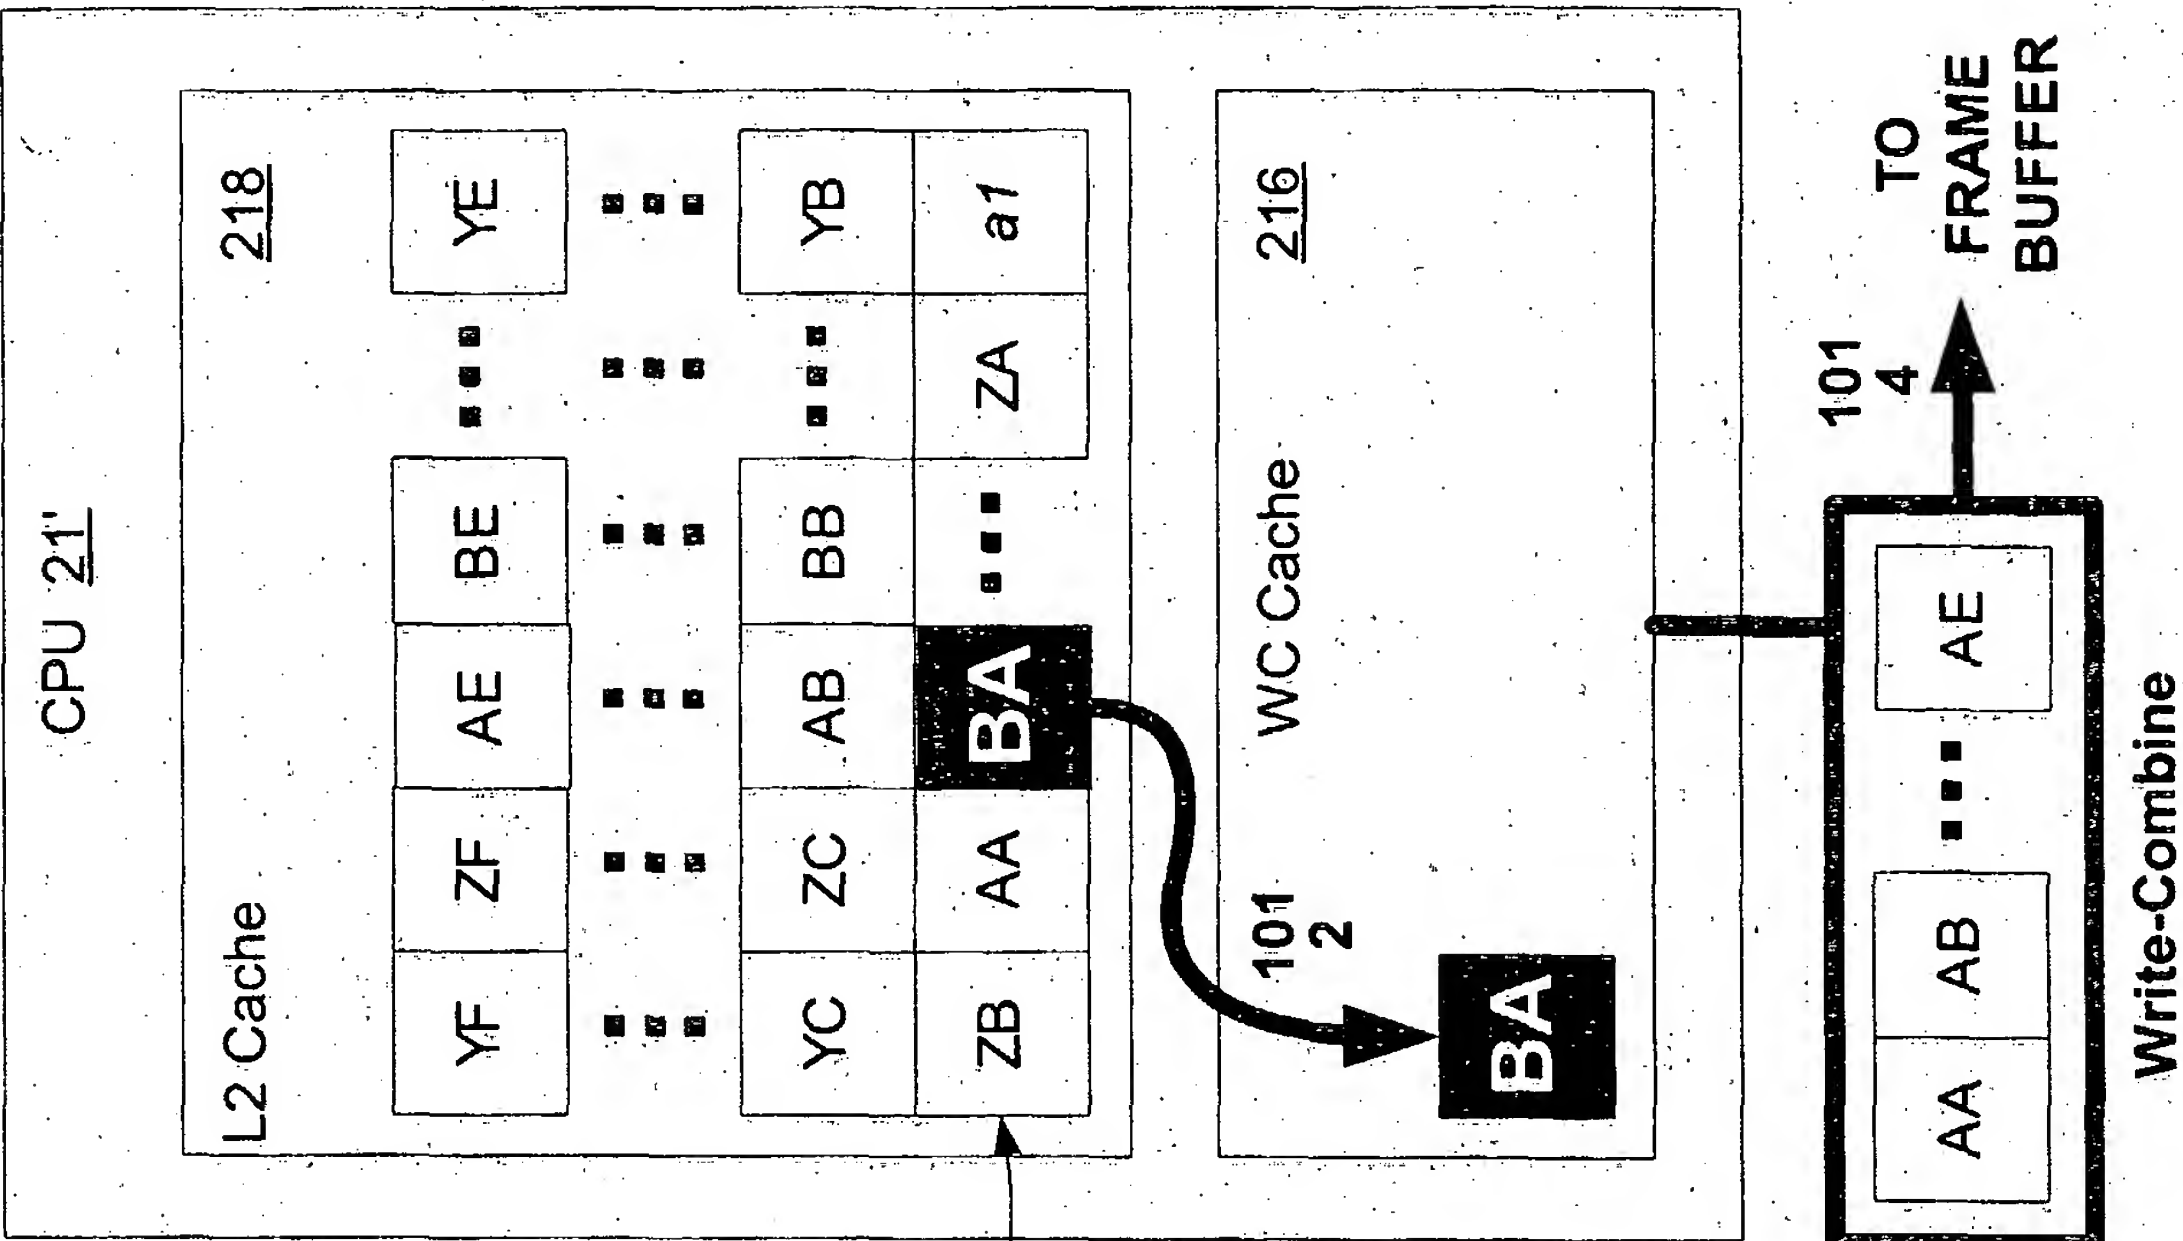 CPU 21'
L2 Cache 218
YF ZF AE BE ... YE
YC ZC AB BB ... YB
ZB AA BA ... ZA a1
WC Cache 216
101
2
BA
101
4
TO
FRAME
BUFFER
AA AB ... AE
Write-Combine